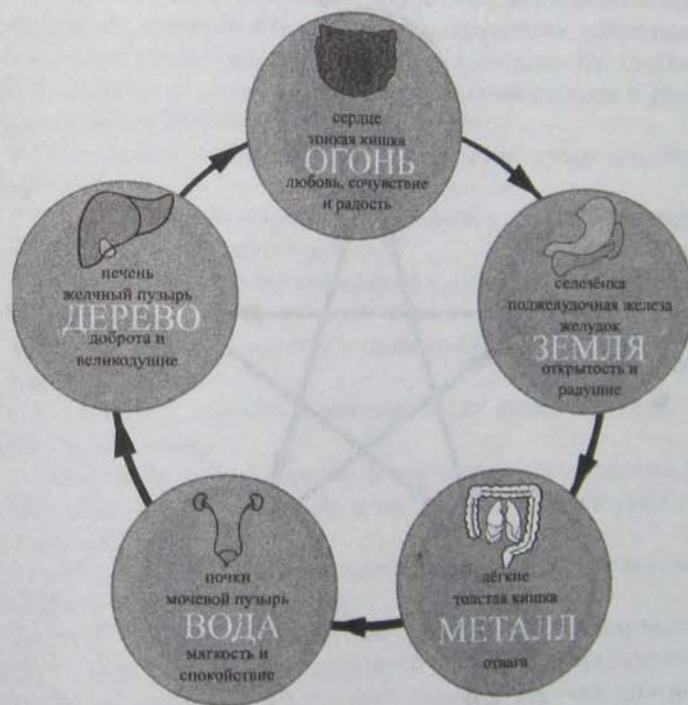 сердце
тонкая кишка
ОГОНЬ
любовь, сочувствие
и радость
печень
желчный пузырь
ДЕРЕВО
доброта и
великодушие
селезёнка
поджелудочная железа
желудок
ЗЕМЛЯ
открытость и
радушие
почки
мочевой пузырь
ВОДА
мягкость и
спокойствие
лёгкие
толстая кишка
МЕТАЛЛ
отвага